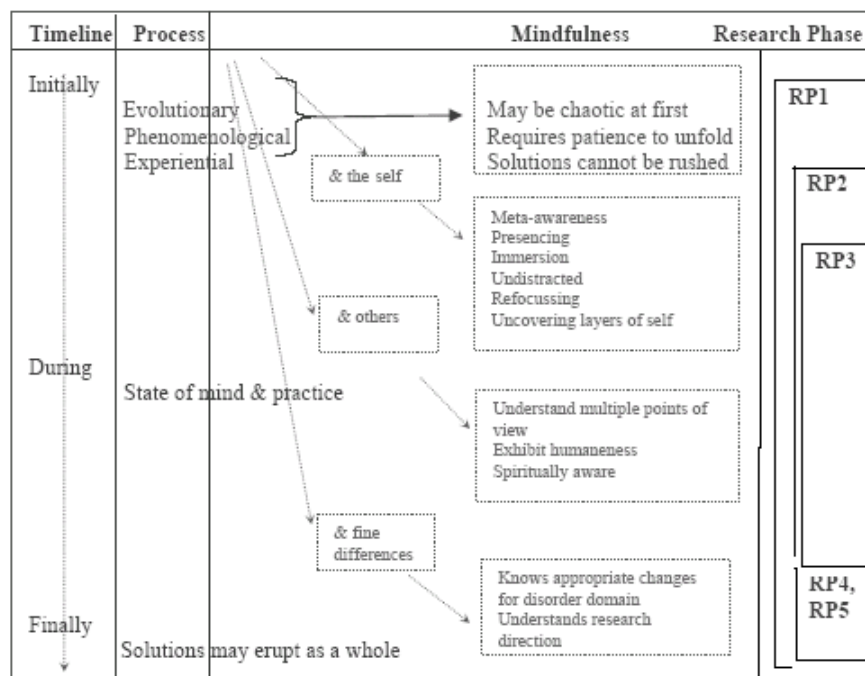 Timeline Process Mindfulness Research Phase
Initially
RP1
Evolutionary
Phenomenological
Experiential
May be chaotic at first
Requires patience to unfold
Solutions cannot be rushed
& the self
RP2
Meta-awareness
Presencing
Immersion
Undistracted
Refocussing
Uncovering layers of self
RP3
& others
During
State of mind & practice
Understand multiple points of
view
Exhibit humaneness
Spiritually aware
& fine
differences
Knows appropriate changes
for disorder domain
Understands research
direction
RP4,
RP5
Finally
Solutions may erupt as a whole